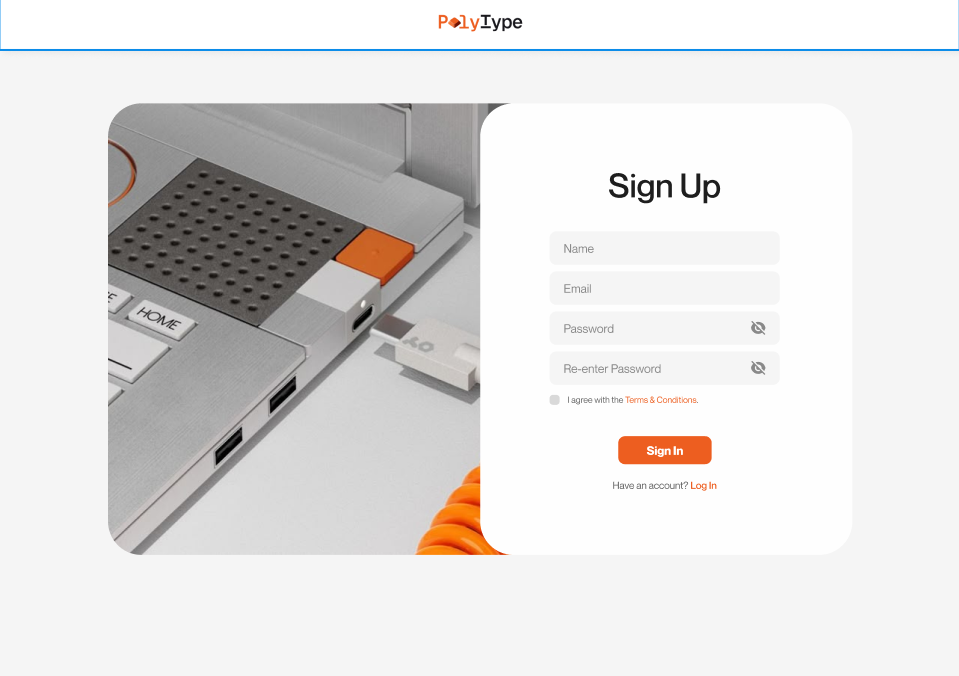 PolyType
HOME
Sign Up
Name
Email
Password
Re-enter Password
I agree with the Terms & Conditions.
Sign In
Have an account? Log In